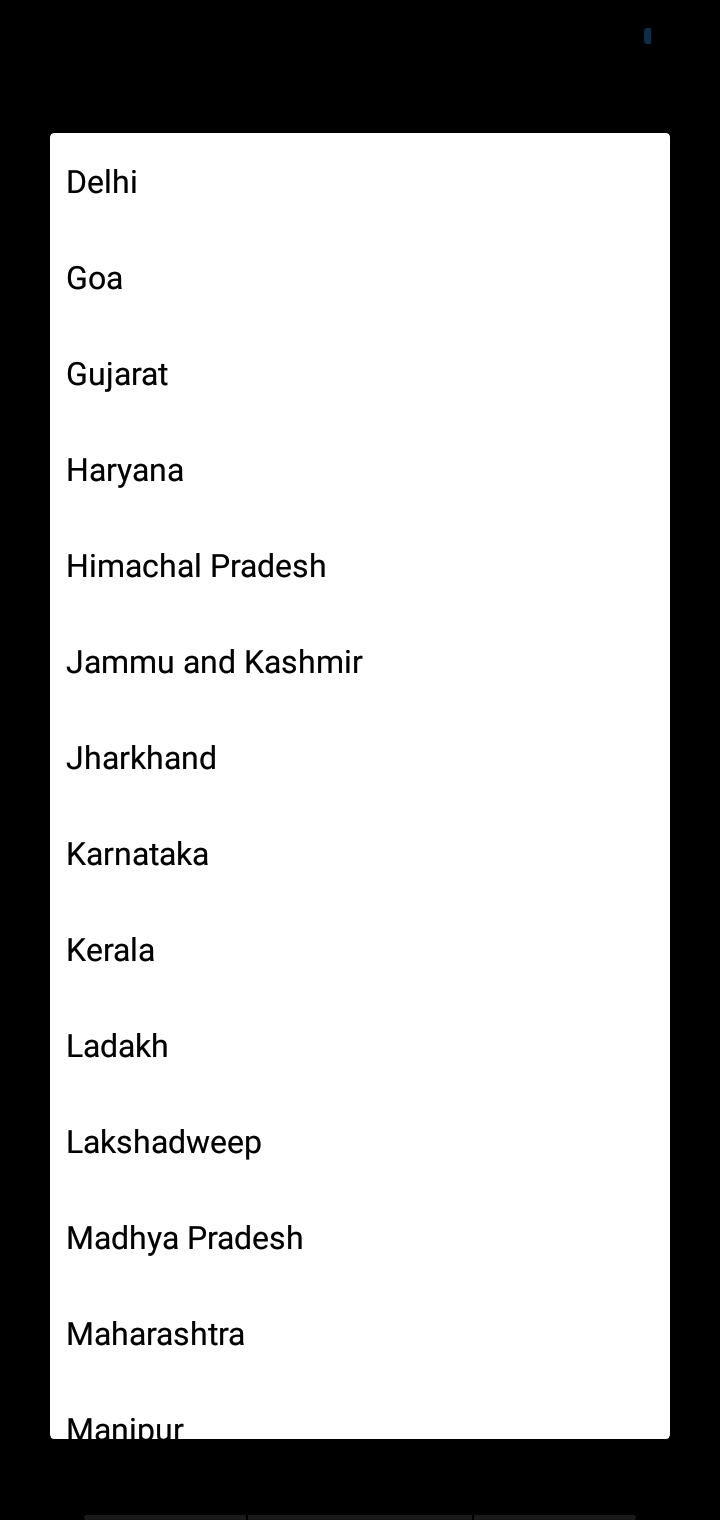 Delhi
Goa
Gujarat
Haryana
Himachal Pradesh
Jammu and Kashmir
Jharkhand
Karnataka
Kerala
Ladakh
Lakshadweep
Madhya Pradesh
Maharashtra
Manipur